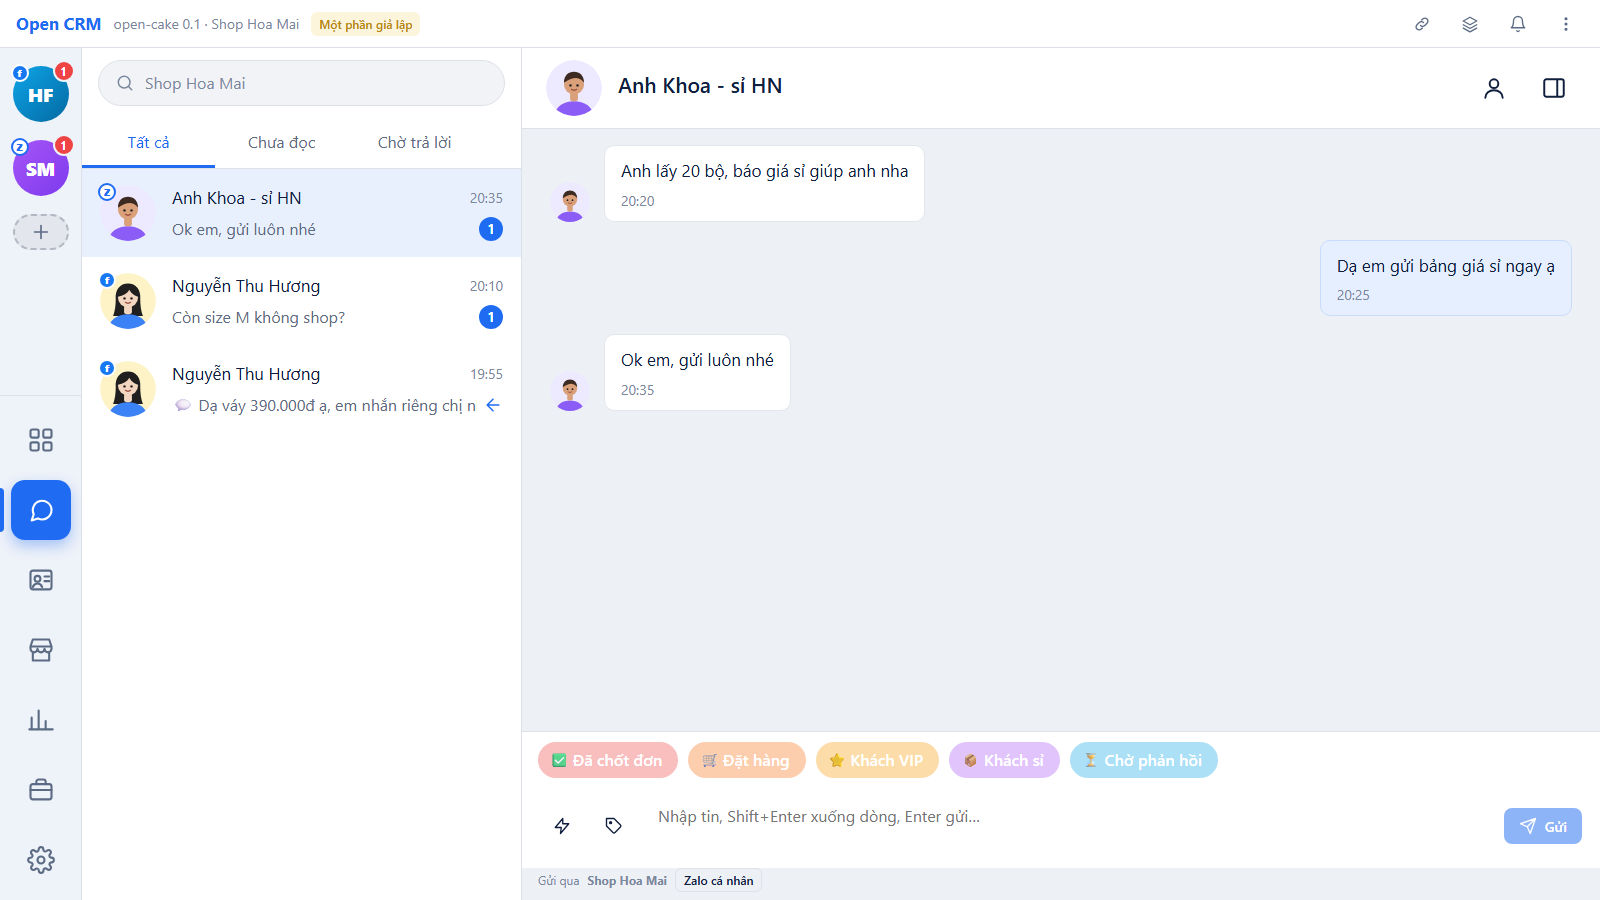 Open CRM open-cake 0.1 · Shop Hoa Mai Một phần giả lập
f 1
HF
z 1
SM
Shop Hoa Mai
Tất cả Chưa đọc Chờ trả lời
z
Anh Khoa - sỉ HN 20:35
Ok em, gửi luôn nhé 1
f
Nguyễn Thu Hương 20:10
Còn size M không shop? 1
f
Nguyễn Thu Hương 19:55
Dạ váy 390.000đ ạ, em nhắn riêng chị n
Anh Khoa - sỉ HN
Anh lấy 20 bộ, báo giá sỉ giúp anh nha
20:20
Dạ em gửi bảng giá sỉ ngay ạ
20:25
Ok em, gửi luôn nhé
20:35
Đã chốt đơn Đặt hàng Khách VIP Khách sỉ Chờ phản hồi
Nhập tin, Shift+Enter xuống dòng, Enter gửi...
Gửi
Gửi qua Shop Hoa Mai Zalo cá nhân